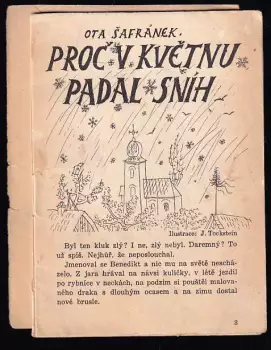 OTA ŠAFRÁNEK.
PROČ V KVĚTNU
PADAL SNÍH
Ilustrace: J. Tockstein
Byl ten kluk zlý? I ne, zlý nebyl. Daremný? To
už spíš. Nejhůř, že neposlouchal.
Jmenoval se Benedikt a nic mu na světě neschá-
zelo. Z jara hrával na návsi kuličky, v létě jezdil
po rybníce v neckách, na podzim si pouštěl malova-
ného draka s dlouhým ocasem a na zimu dostal
nové brusle.
3